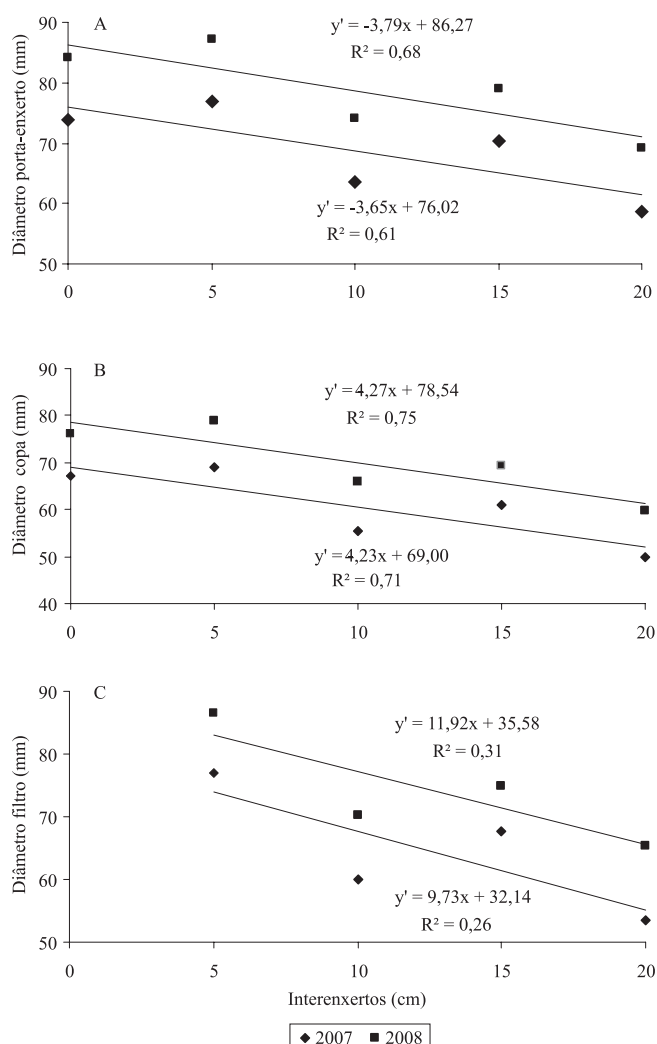 A
y' = -3,79x + 86,27
R² = 0,68
Diâmetro porta-enxerto (mm)
90
80
70
60
50
y' = -3,65x + 76,02
R² = 0,61
0 5 10 15 20
B
y' = 4,27x + 78,54
R² = 0,75
Diâmetro copa (mm)
90
80
70
60
50
40
y' = 4,23x + 69,00
R² = 0,71
0 5 10 15 20
C
y' = 11,92x + 35,58
R² = 0,31
Diâmetro filtro (mm)
90
80
70
60
50
y' = 9,73x + 32,14
R² = 0,26
0 5 10 15 20
Interenxertos (cm)
2007 2008